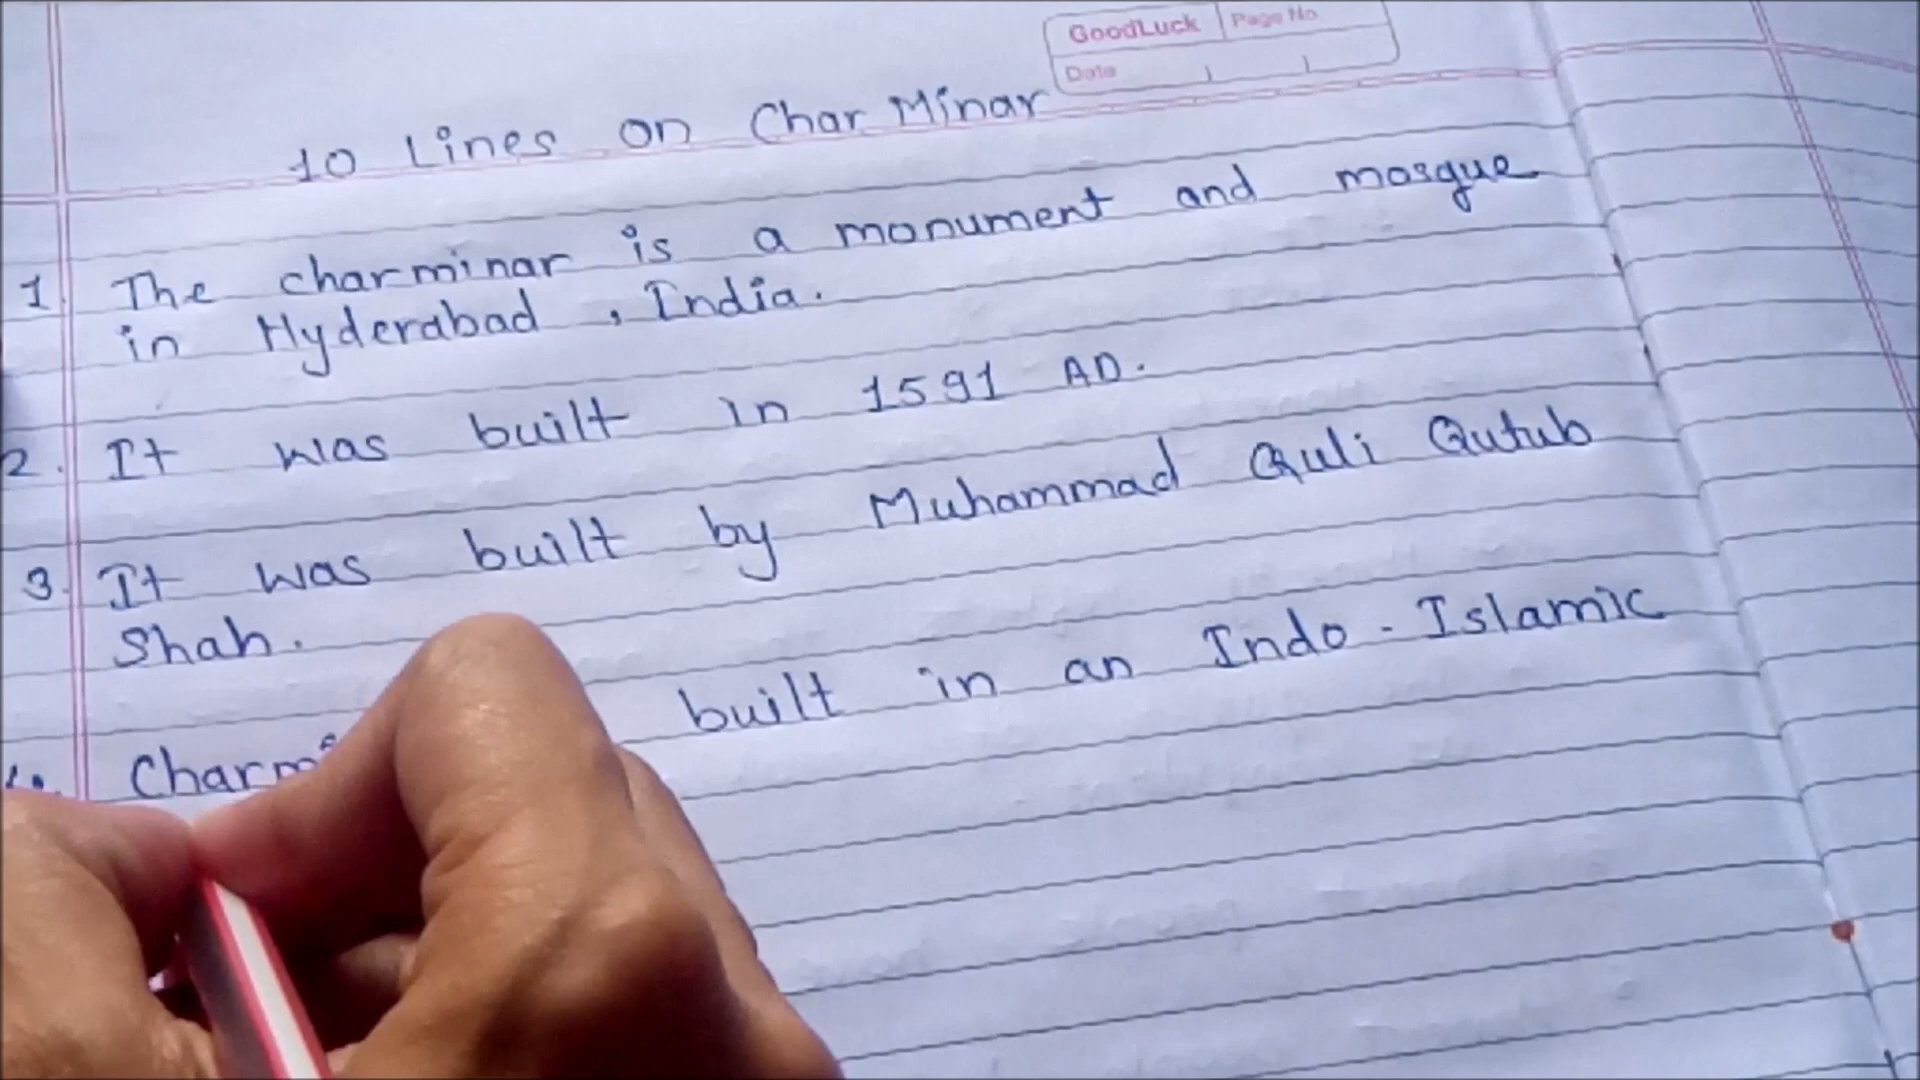 GoodLuck Page No
Date
10 Lines on Char Minar
1. The charminar is a monument and mosque
in Hyderabad , India.
2. It was built in 1591 AD.
3. It was built by Muhammad Quli Qutub
Shah.
built in an Indo - Islamic